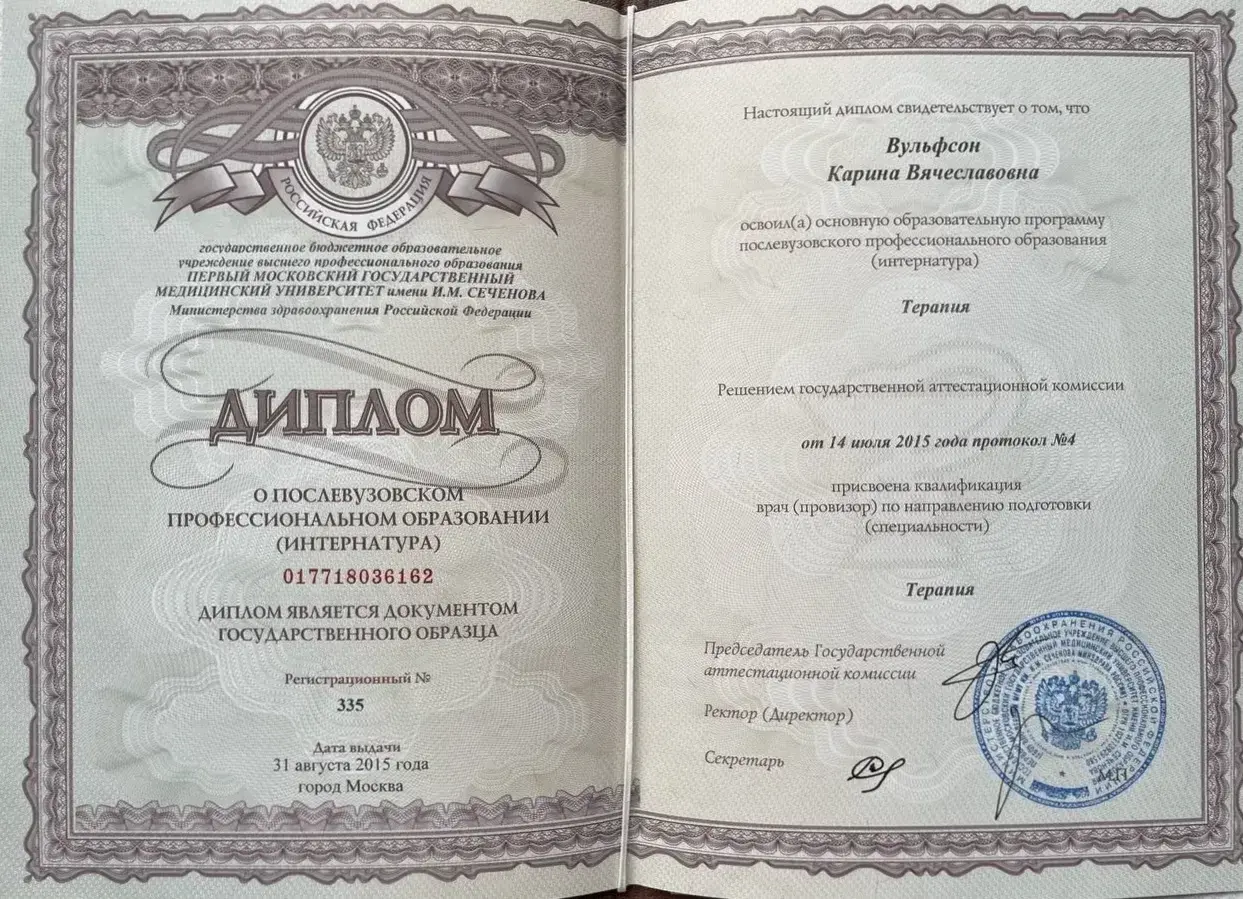 РОССИЙСКАЯ ФЕДЕРАЦИЯ
государственное бюджетное образовательное
учреждение высшего профессионального образования
ПЕРВЫЙ МОСКОВСКИЙ ГОСУДАРСТВЕННЫЙ
МЕДИЦИНСКИЙ УНИВЕРСИТЕТ имени И.М. СЕЧЕНОВА
Министерства здравоохранения Российской Федерации
ДИПЛОМ
О ПОСЛЕВУЗОВСКОМ
ПРОФЕССИОНАЛЬНОМ ОБРАЗОВАНИИ
(ИНТЕРНАТУРА)
017718036162
ДИПЛОМ ЯВЛЯЕТСЯ ДОКУМЕНТОМ
ГОСУДАРСТВЕННОГО ОБРАЗЦА
Регистрационный №
335
Дата выдачи
31 августа 2015 года
город Москва
Настоящий диплом свидетельствует о том, что
Вульфсон
Карина Вячеславовна
освоил(а) основную образовательную программу
послевузовского профессионального образования
(интернатура)
Терапия
Решением государственной аттестационной комиссии
от 14 июля 2015 года протокол №4
присвоена квалификация
врач (провизор) по направлению подготовки
(специальности)
Терапия
Председатель Государственной
аттестационной комиссии
Ректор (Директор)
Секретарь
М.П.